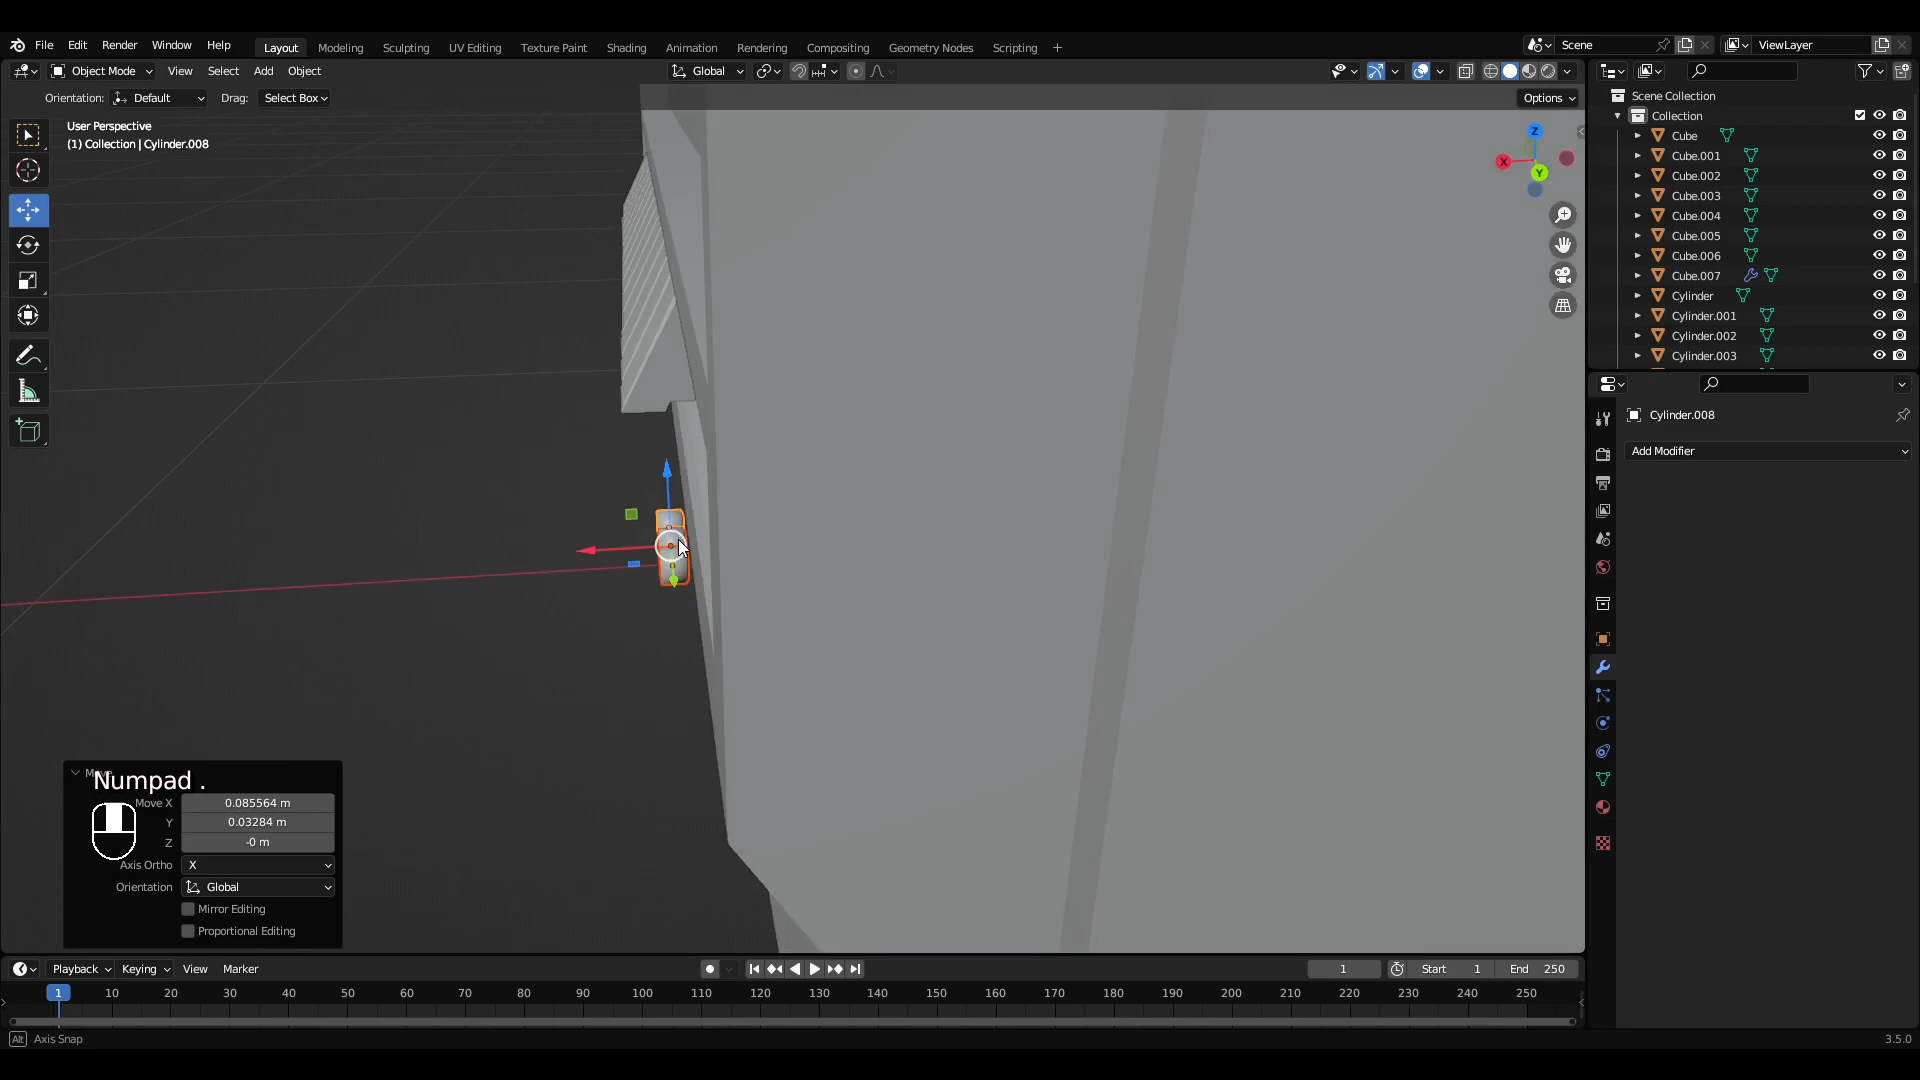 File Edit Render Window Help Layout Modeling Sculpting UV Editing Texture Paint Shading Animation Rendering Compositing Geometry Nodes Scripting + Scene ViewLayer
Object Mode View Select Add Object Global
Orientation: Default Drag: Select Box Options
User Perspective
(1) Collection | Cylinder.008
Z
X
Y
Scene Collection
Collection
Cube
Cube.001
Cube.002
Cube.003
Cube.004
Cube.005
Cube.006
Cube.007
Cylinder
Cylinder.001
Cylinder.002
Cylinder.003
Cylinder.008
Add Modifier
Numpad .
Move X 0.085564 m
Y 0.03284 m
Z -0 m
Axis Ortho X
Orientation Global
Mirror Editing
Proportional Editing
Playback Keying View Marker 1 Start 1 End 250
1 10 20 30 40 50 60 70 80 90 100 110 120 130 140 150 160 170 180 190 200 210 220 230 240 250
Alt Axis Snap 3.5.0